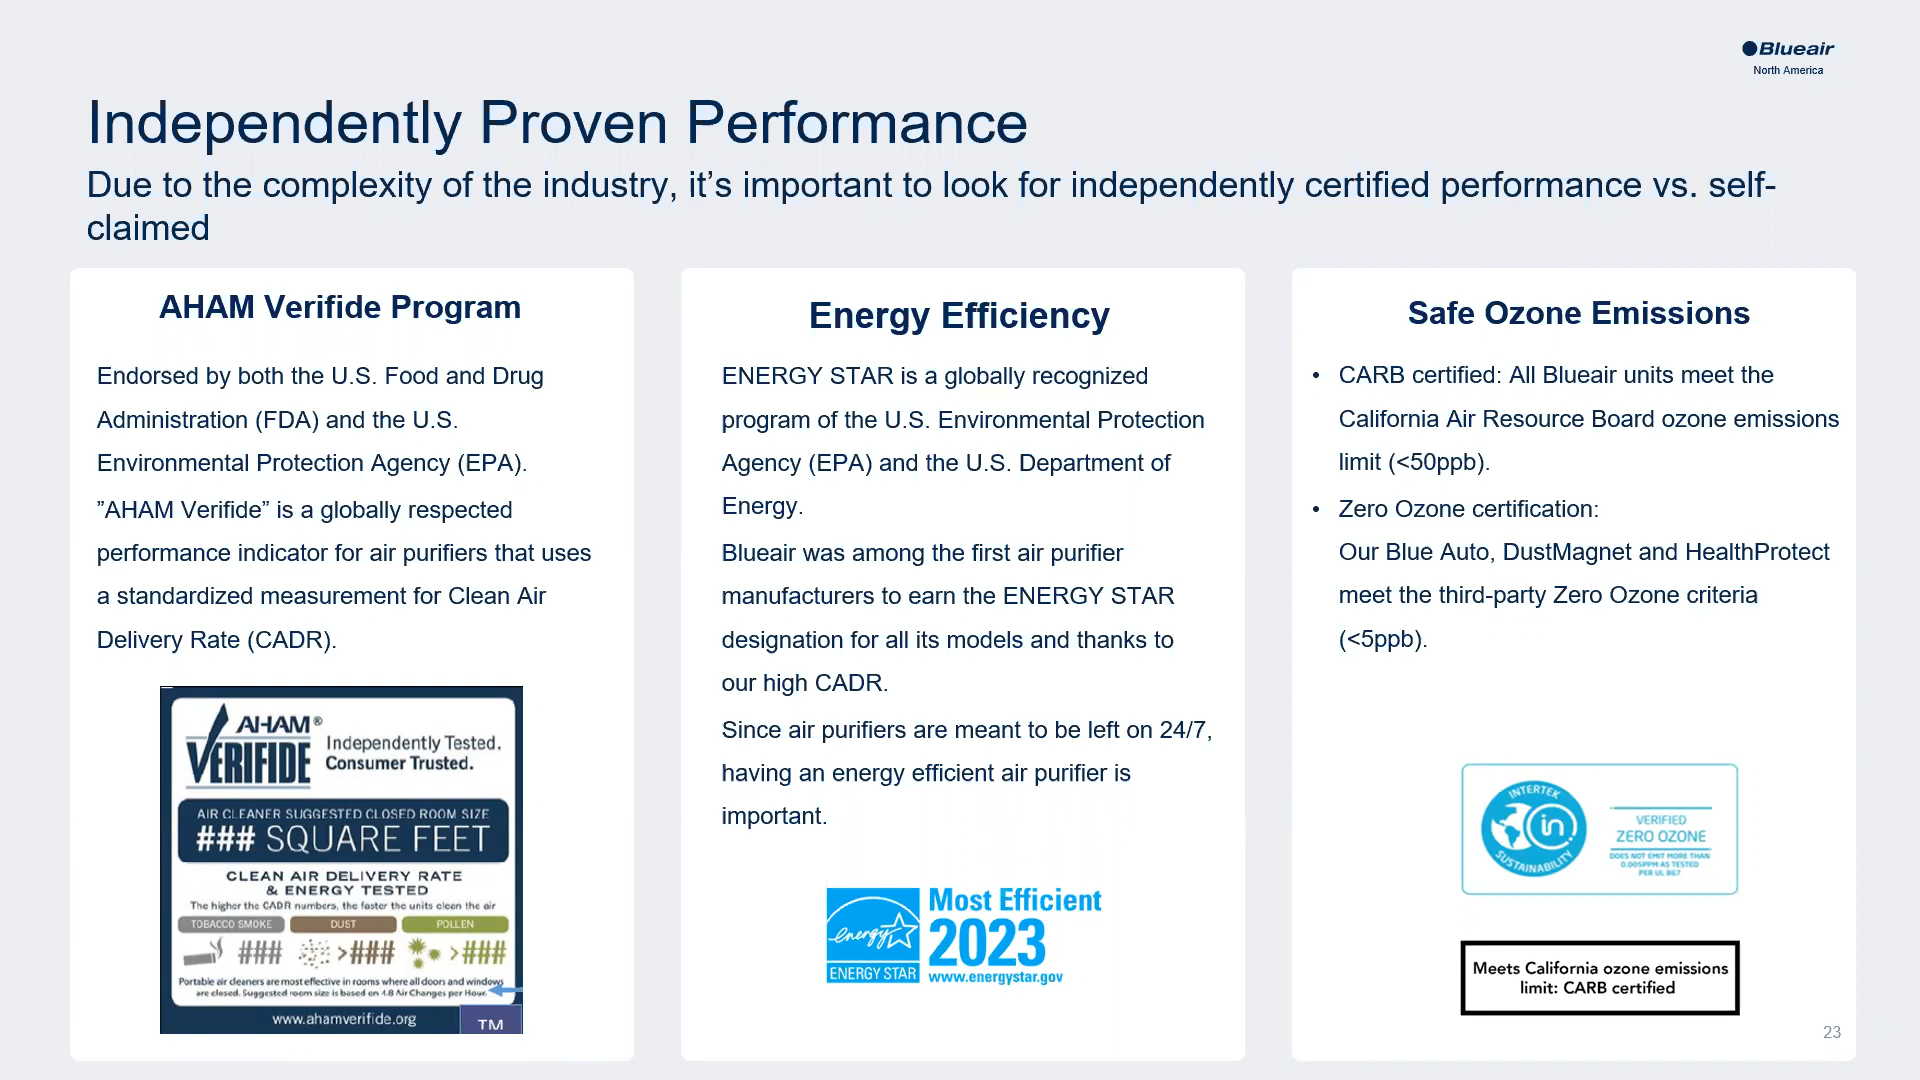 Blueair
North America
Independently Proven Performance
Due to the complexity of the industry, it’s important to look for independently certified performance vs. self-
claimed
AHAM Verifide Program
Endorsed by both the U.S. Food and Drug
Administration (FDA) and the U.S.
Environmental Protection Agency (EPA).
”AHAM Verifide” is a globally respected
performance indicator for air purifiers that uses
a standardized measurement for Clean Air
Delivery Rate (CADR).
AHAM®
VERIFIDE
Independently Tested.
Consumer Trusted.
AIR CLEANER SUGGESTED CLOSED ROOM SIZE
### SQUARE FEET
CLEAN AIR DELIVERY RATE
& ENERGY TESTED
The higher the CADR numbers, the faster the units clean the air
TOBACCO SMOKE DUST POLLEN
### >### >###
Portable air cleaners are most effective in rooms where all doors and windows
are closed. Suggested room size is based on 4.8 Air Changes per Hour.
www.ahamverifide.org
TM
Energy Efficiency
ENERGY STAR is a globally recognized
program of the U.S. Environmental Protection
Agency (EPA) and the U.S. Department of
Energy.
Blueair was among the first air purifier
manufacturers to earn the ENERGY STAR
designation for all its models and thanks to
our high CADR.
Since air purifiers are meant to be left on 24/7,
having an energy efficient air purifier is
important.
energy
ENERGY STAR
Most Efficient
2023
www.energystar.gov
Safe Ozone Emissions
• CARB certified: All Blueair units meet the
California Air Resource Board ozone emissions
limit (<50ppb).
• Zero Ozone certification:
Our Blue Auto, DustMagnet and HealthProtect
meet the third-party Zero Ozone criteria
(<5ppb).
INTERTEK
in
SUSTAINABILITY
VERIFIED
ZERO OZONE
DOES NOT EMIT MORE THAN
0.005PPM AS TESTED
PER UL 867
Meets California ozone emissions
limit: CARB certified
23